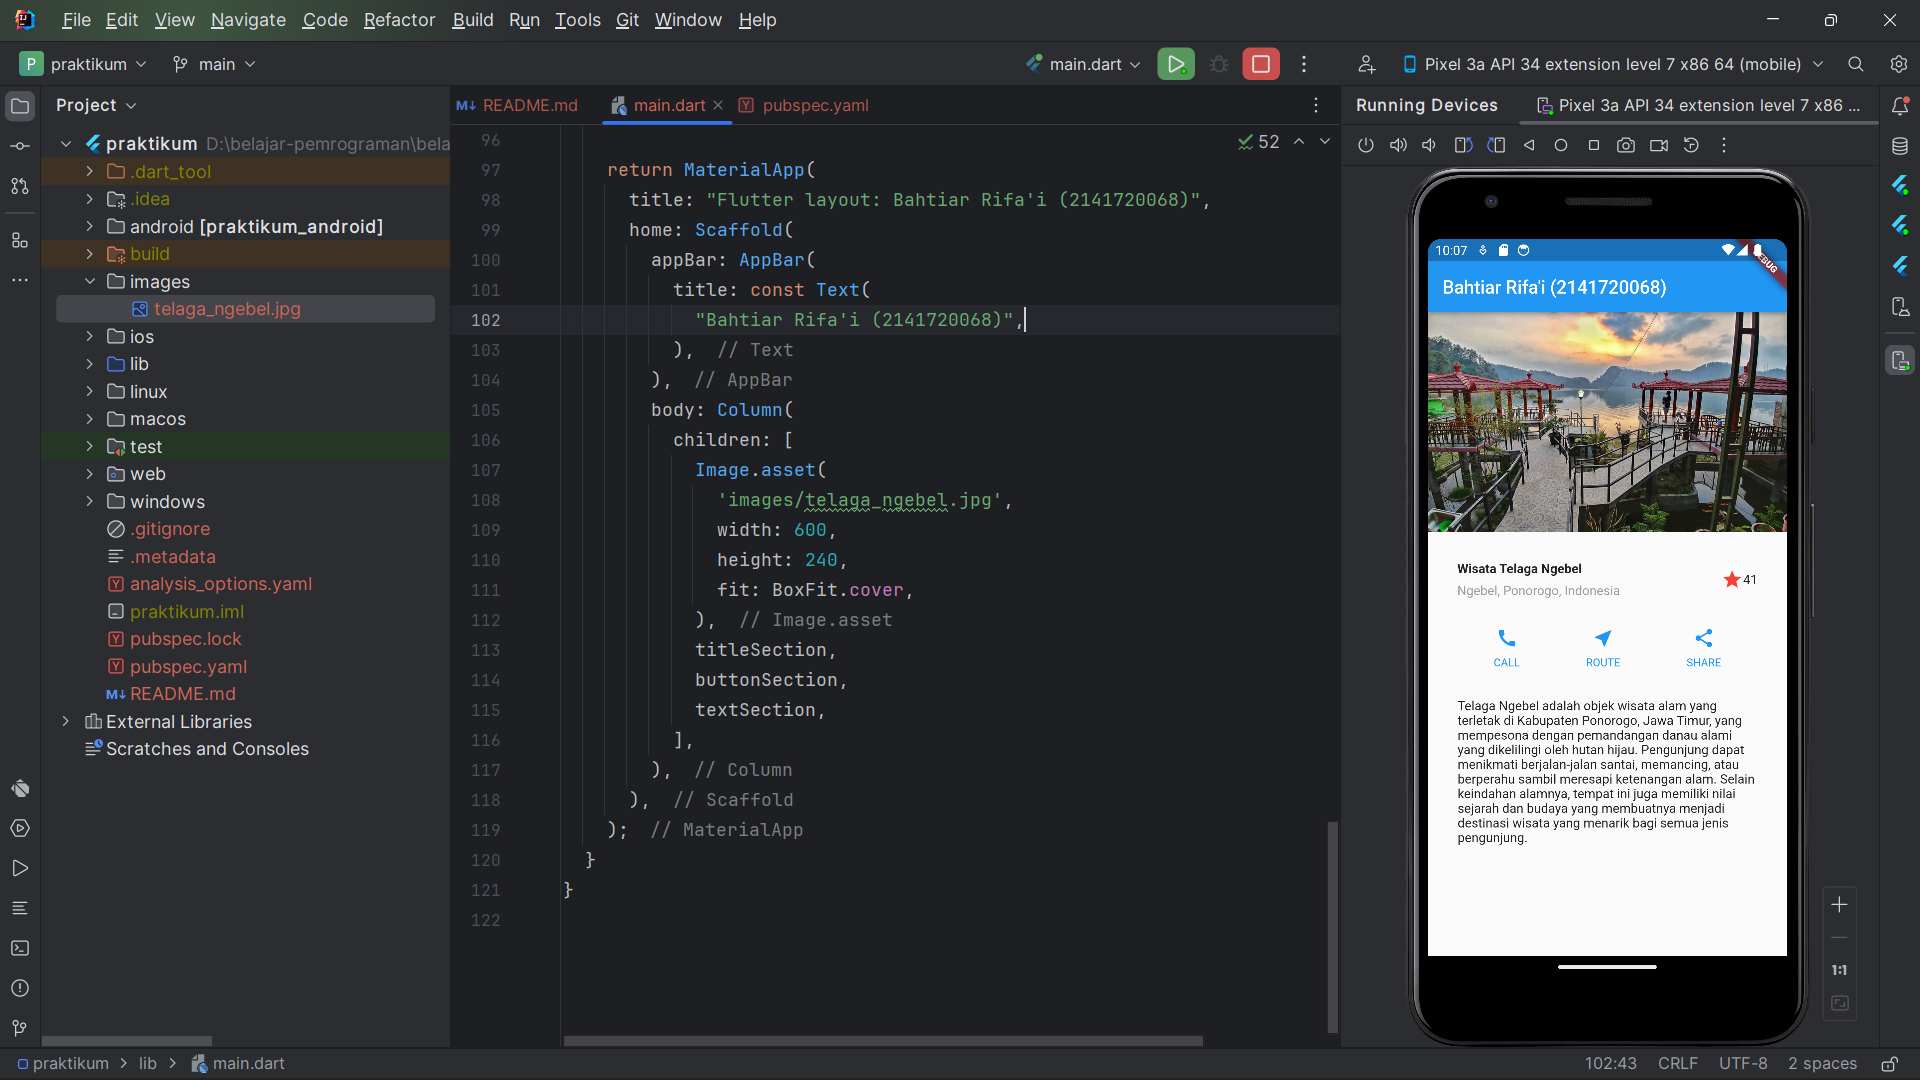 File Edit View Navigate Code Refactor Build Run Tools Git Window Help
P praktikum main main.dart Pixel 3a API 34 extension level 7 x86 64 (mobile)
Project
praktikum D:\belajar-pemrograman\bela
.dart_tool
.idea
android [praktikum_android]
build
images
telaga_ngebel.jpg
ios
lib
linux
macos
test
web
windows
.gitignore
.metadata
analysis_options.yaml
praktikum.iml
pubspec.lock
pubspec.yaml
README.md
External Libraries
Scratches and Consoles
README.md main.dart pubspec.yaml
52
96
97 return MaterialApp(
98 title: "Flutter layout: Bahtiar Rifa'i (2141720068)",
99 home: Scaffold(
100 appBar: AppBar(
101 title: const Text(
102 "Bahtiar Rifa'i (2141720068)",
103 ), // Text
104 ), // AppBar
105 body: Column(
106 children: [
107 Image.asset(
108 'images/telaga_ngebel.jpg',
109 width: 600,
110 height: 240,
111 fit: BoxFit.cover,
112 ), // Image.asset
113 titleSection,
114 buttonSection,
115 textSection,
116 ],
117 ), // Column
118 ), // Scaffold
119 ); // MaterialApp
120 }
121 }
122
Running Devices Pixel 3a API 34 extension level 7 x86 ...
10:07
DEBUG
Bahtiar Rifa'i (2141720068)
Wisata Telaga Ngebel
Ngebel, Ponorogo, Indonesia
41
CALL ROUTE SHARE
Telaga Ngebel adalah objek wisata alam yang
terletak di Kabupaten Ponorogo, Jawa Timur, yang
mempesona dengan pemandangan danau alami
yang dikelilingi oleh hutan hijau. Pengunjung dapat
menikmati berjalan-jalan santai, memancing, atau
berperahu sambil meresapi ketenangan alam. Selain
keindahan alamnya, tempat ini juga memiliki nilai
sejarah dan budaya yang membuatnya menjadi
destinasi wisata yang menarik bagi semua jenis
pengunjung.
1:1
praktikum > lib > main.dart
102:43 CRLF UTF-8 2 spaces